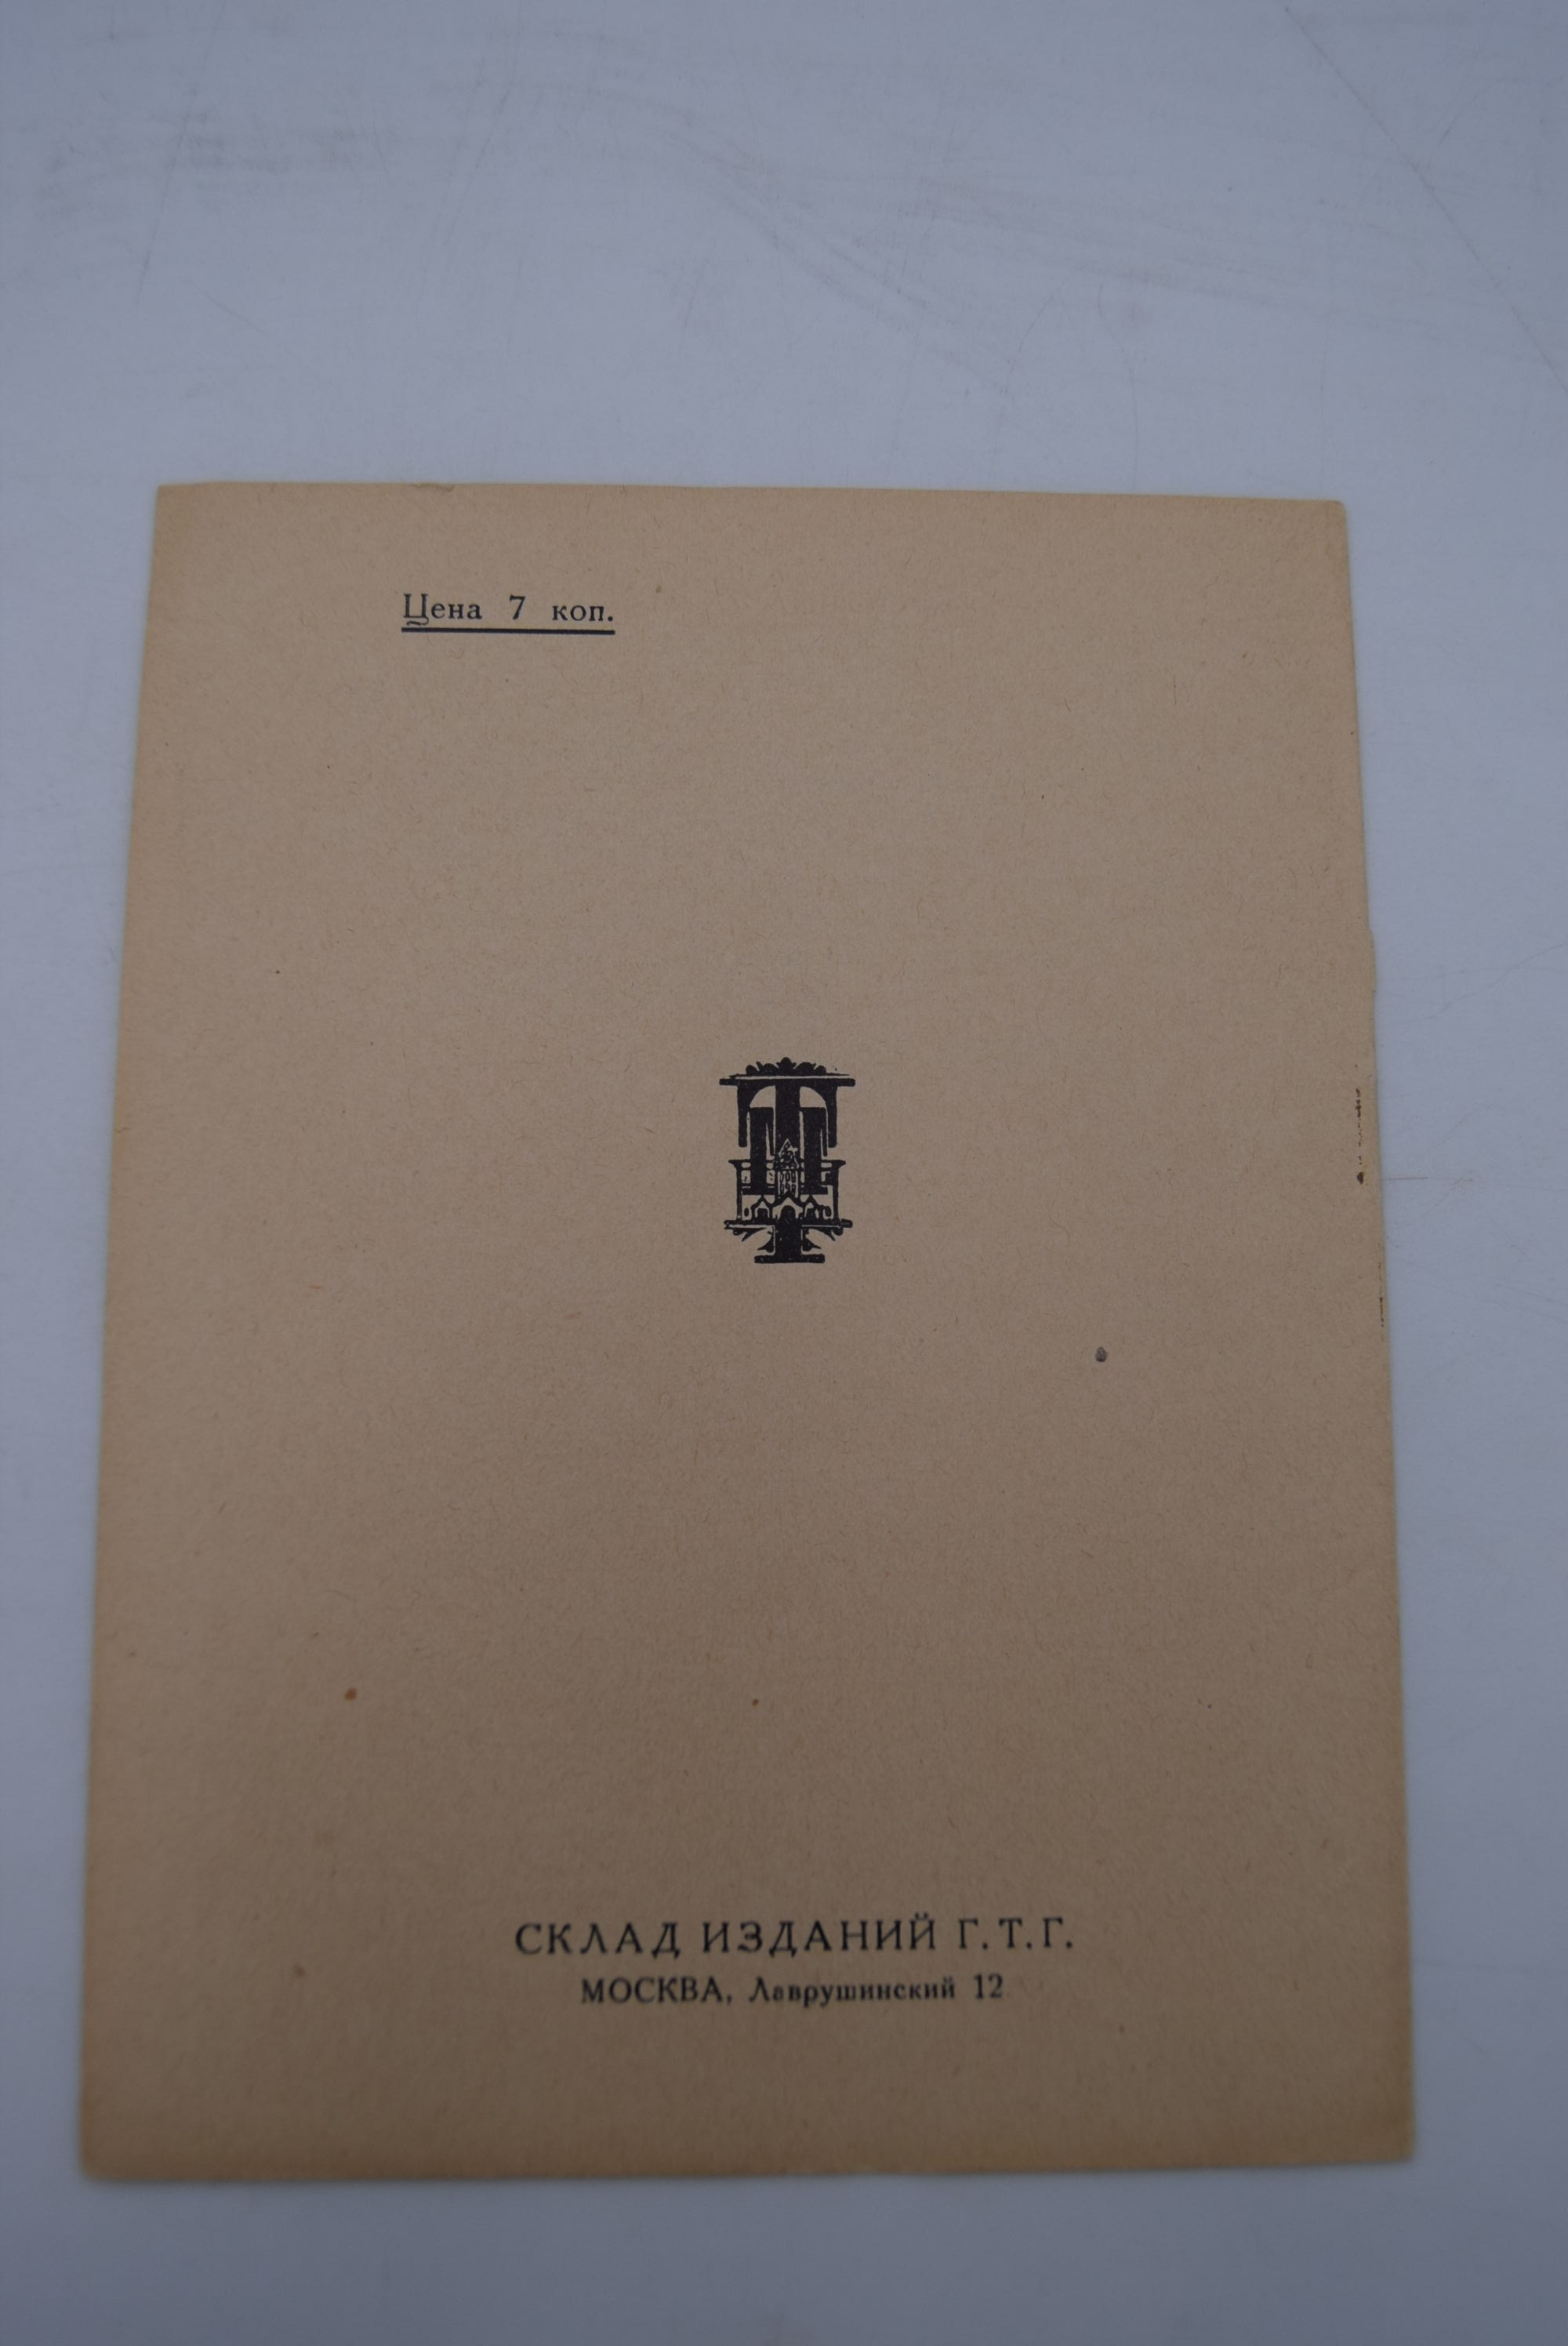 Цена 7 коп.
СКЛАД ИЗДАНИЙ Г.Т.Г.
МОСКВА, Лаврушинский 12